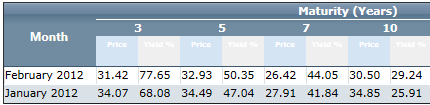 Maturity (Years)
Month 3 5 7 10
Price Yield % Price Yield % Price Yield % Price Yield %
February 2012 31.42 77.65 32.93 50.35 26.42 44.05 30.50 29.24
January 2012 34.07 68.08 34.49 47.04 27.91 41.84 34.85 25.91